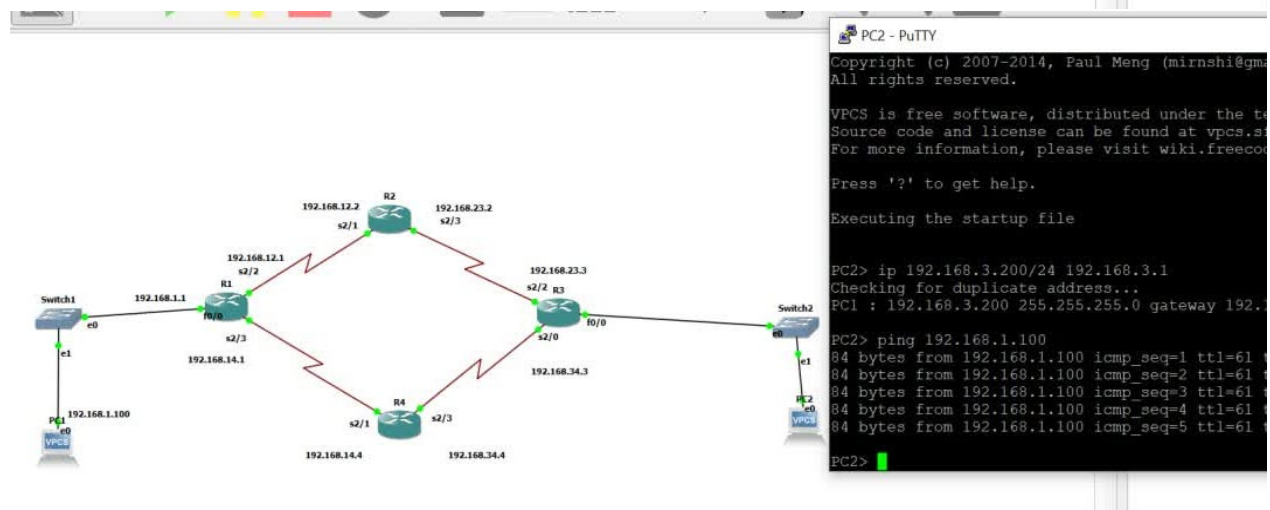 R2
192.168.12.2
192.168.23.2
s2/1
s2/3
192.168.12.1
s2/2
R1
192.168.23.3
s2/2
R3
Switch1
192.168.1.1
e0
f0/0
f0/0
Switch2
e0
e1
s2/3
s2/0
e1
192.168.14.1
192.168.34.3
R4
PC1
192.168.1.100
e0
VPCS
s2/1
s2/3
PC2
e0
VPCS
192.168.14.4
192.168.34.4
PC2 - PuTTY
Copyright (c) 2007-2014, Paul Meng (mirnshi@gma
All rights reserved.
VPCS is free software, distributed under the te
Source code and license can be found at vpcs.sf
For more information, please visit wiki.freecod
Press '?' to get help.
Executing the startup file
PC2> ip 192.168.3.200/24 192.168.3.1
Checking for duplicate address...
PC1 : 192.168.3.200 255.255.255.0 gateway 192.1
PC2> ping 192.168.1.100
84 bytes from 192.168.1.100 icmp_seq=1 ttl=61 t
84 bytes from 192.168.1.100 icmp_seq=2 ttl=61 t
84 bytes from 192.168.1.100 icmp_seq=3 ttl=61 t
84 bytes from 192.168.1.100 icmp_seq=4 ttl=61 t
84 bytes from 192.168.1.100 icmp_seq=5 ttl=61 t
PC2>